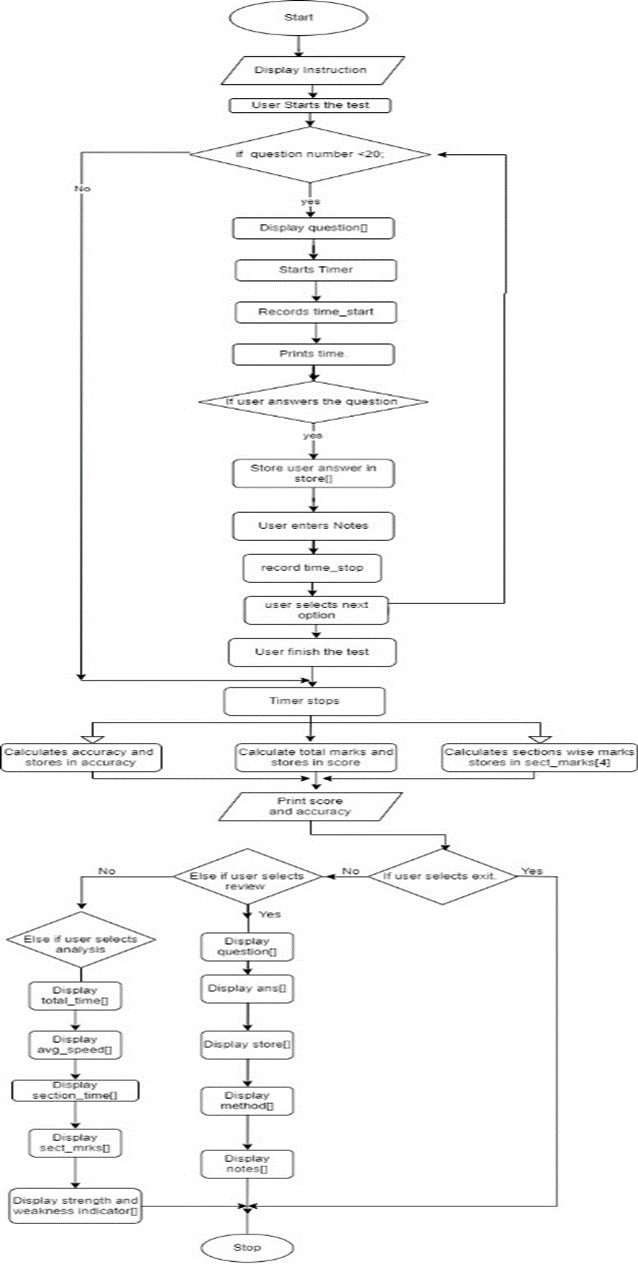 Start
Display Instruction
User Starts the test
if question number <20;
No
yes
Display question[]
Starts Timer
Records time_start
Prints time.
If user answers the question
yes
Store user answer in
store[]
User enters Notes
record time_stop
user selects next
option
User finish the test
Timer stops
Calculates accuracy and
stores in accuracy
Calculate total marks and
stores in score
Calculates sections wise marks
stores in sect_marks[4]
Print score
and accuracy
If user selects exit.
Yes
No
Else if user selects
review
No
Yes
Else if user selects
analysis
Display
total_time[]
Display
avg_speed[]
Display
section_time[]
Display
sect_mrks[]
Display strength and
weakness indicator[]
Display
question[]
Display ans[]
Display store[]
Display
method[]
Display
notes[]
Stop